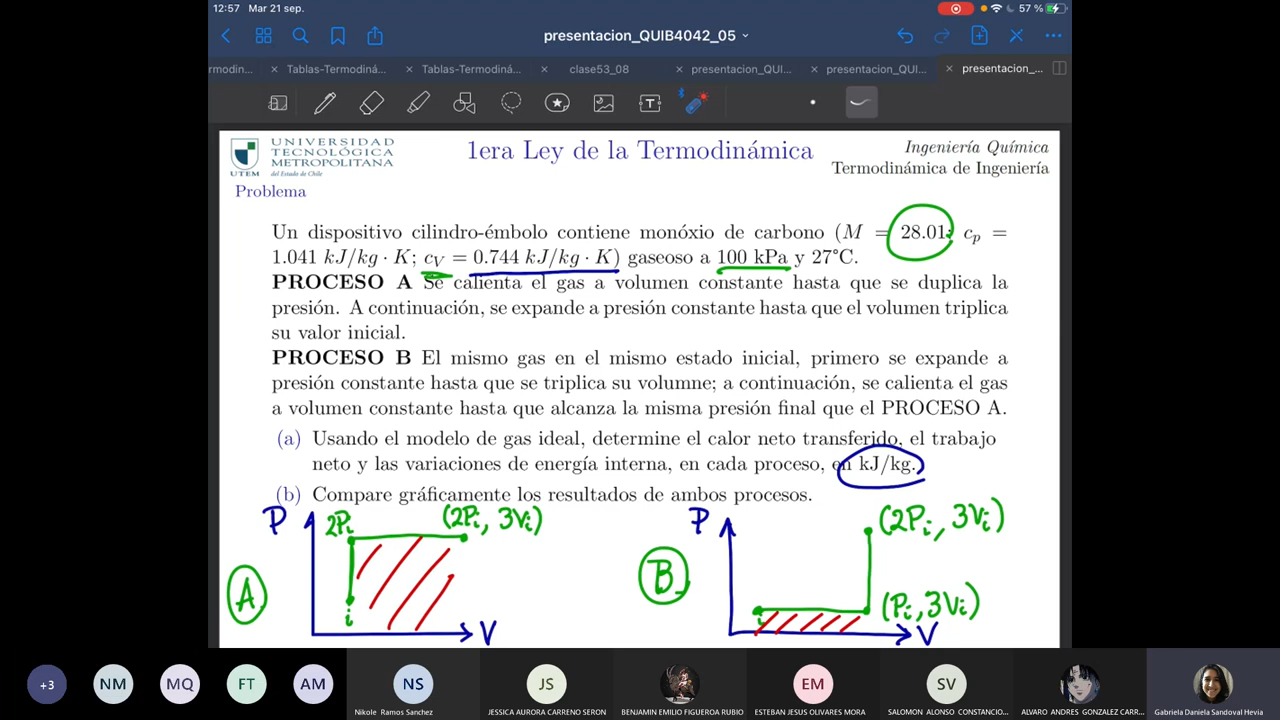 12:57 Mar 21 sep.
57 %
presentacion_QUIB4042_05
rmodin...
Tablas-Termodiná...
Tablas-Termodiná...
clase53_08
presentacion_QUI...
presentacion_QUI...
presentacion_...
UNIVERSIDAD
TECNOLÓGICA
METROPOLITANA
del Estado de Chile
UTEM
1era Ley de la Termodinámica
Ingeniería Química
Termodinámica de Ingeniería
Problema
Un dispositivo cilindro-émbolo contiene monóxio de carbono (M = 28.01; cp =
1.041 kJ/kg · K; cV = 0.744 kJ/kg · K) gaseoso a 100 kPa y 27°C.
PROCESO A Se calienta el gas a volumen constante hasta que se duplica la
presión. A continuación, se expande a presión constante hasta que el volumen triplica
su valor inicial.
PROCESO B El mismo gas en el mismo estado inicial, primero se expande a
presión constante hasta que se triplica su volumne; a continuación, se calienta el gas
a volumen constante hasta que alcanza la misma presión final que el PROCESO A.
(a) Usando el modelo de gas ideal, determine el calor neto transferido, el trabajo
neto y las variaciones de energía interna, en cada proceso, en kJ/kg.
(b) Compare gráficamente los resultados de ambos procesos.
P
2Pi
(2Pi, 3Vi)
A
i
V
P
(2Pi, 3Vi)
B
i
(Pi, 3Vi)
V
+3
NM
MQ
FT
AM
NS
JS
EM
SV
Nikole Ramos Sanchez
JESSICA AURORA CARRENO SERON
BENJAMIN EMILIO FIGUEROA RUBIO
ESTEBAN JESUS OLIVARES MORA
SALOMON ALONSO CONSTANCIO...
ALVARO ANDRES GONZALEZ CARR...
Gabriela Daniela Sandoval Hevia